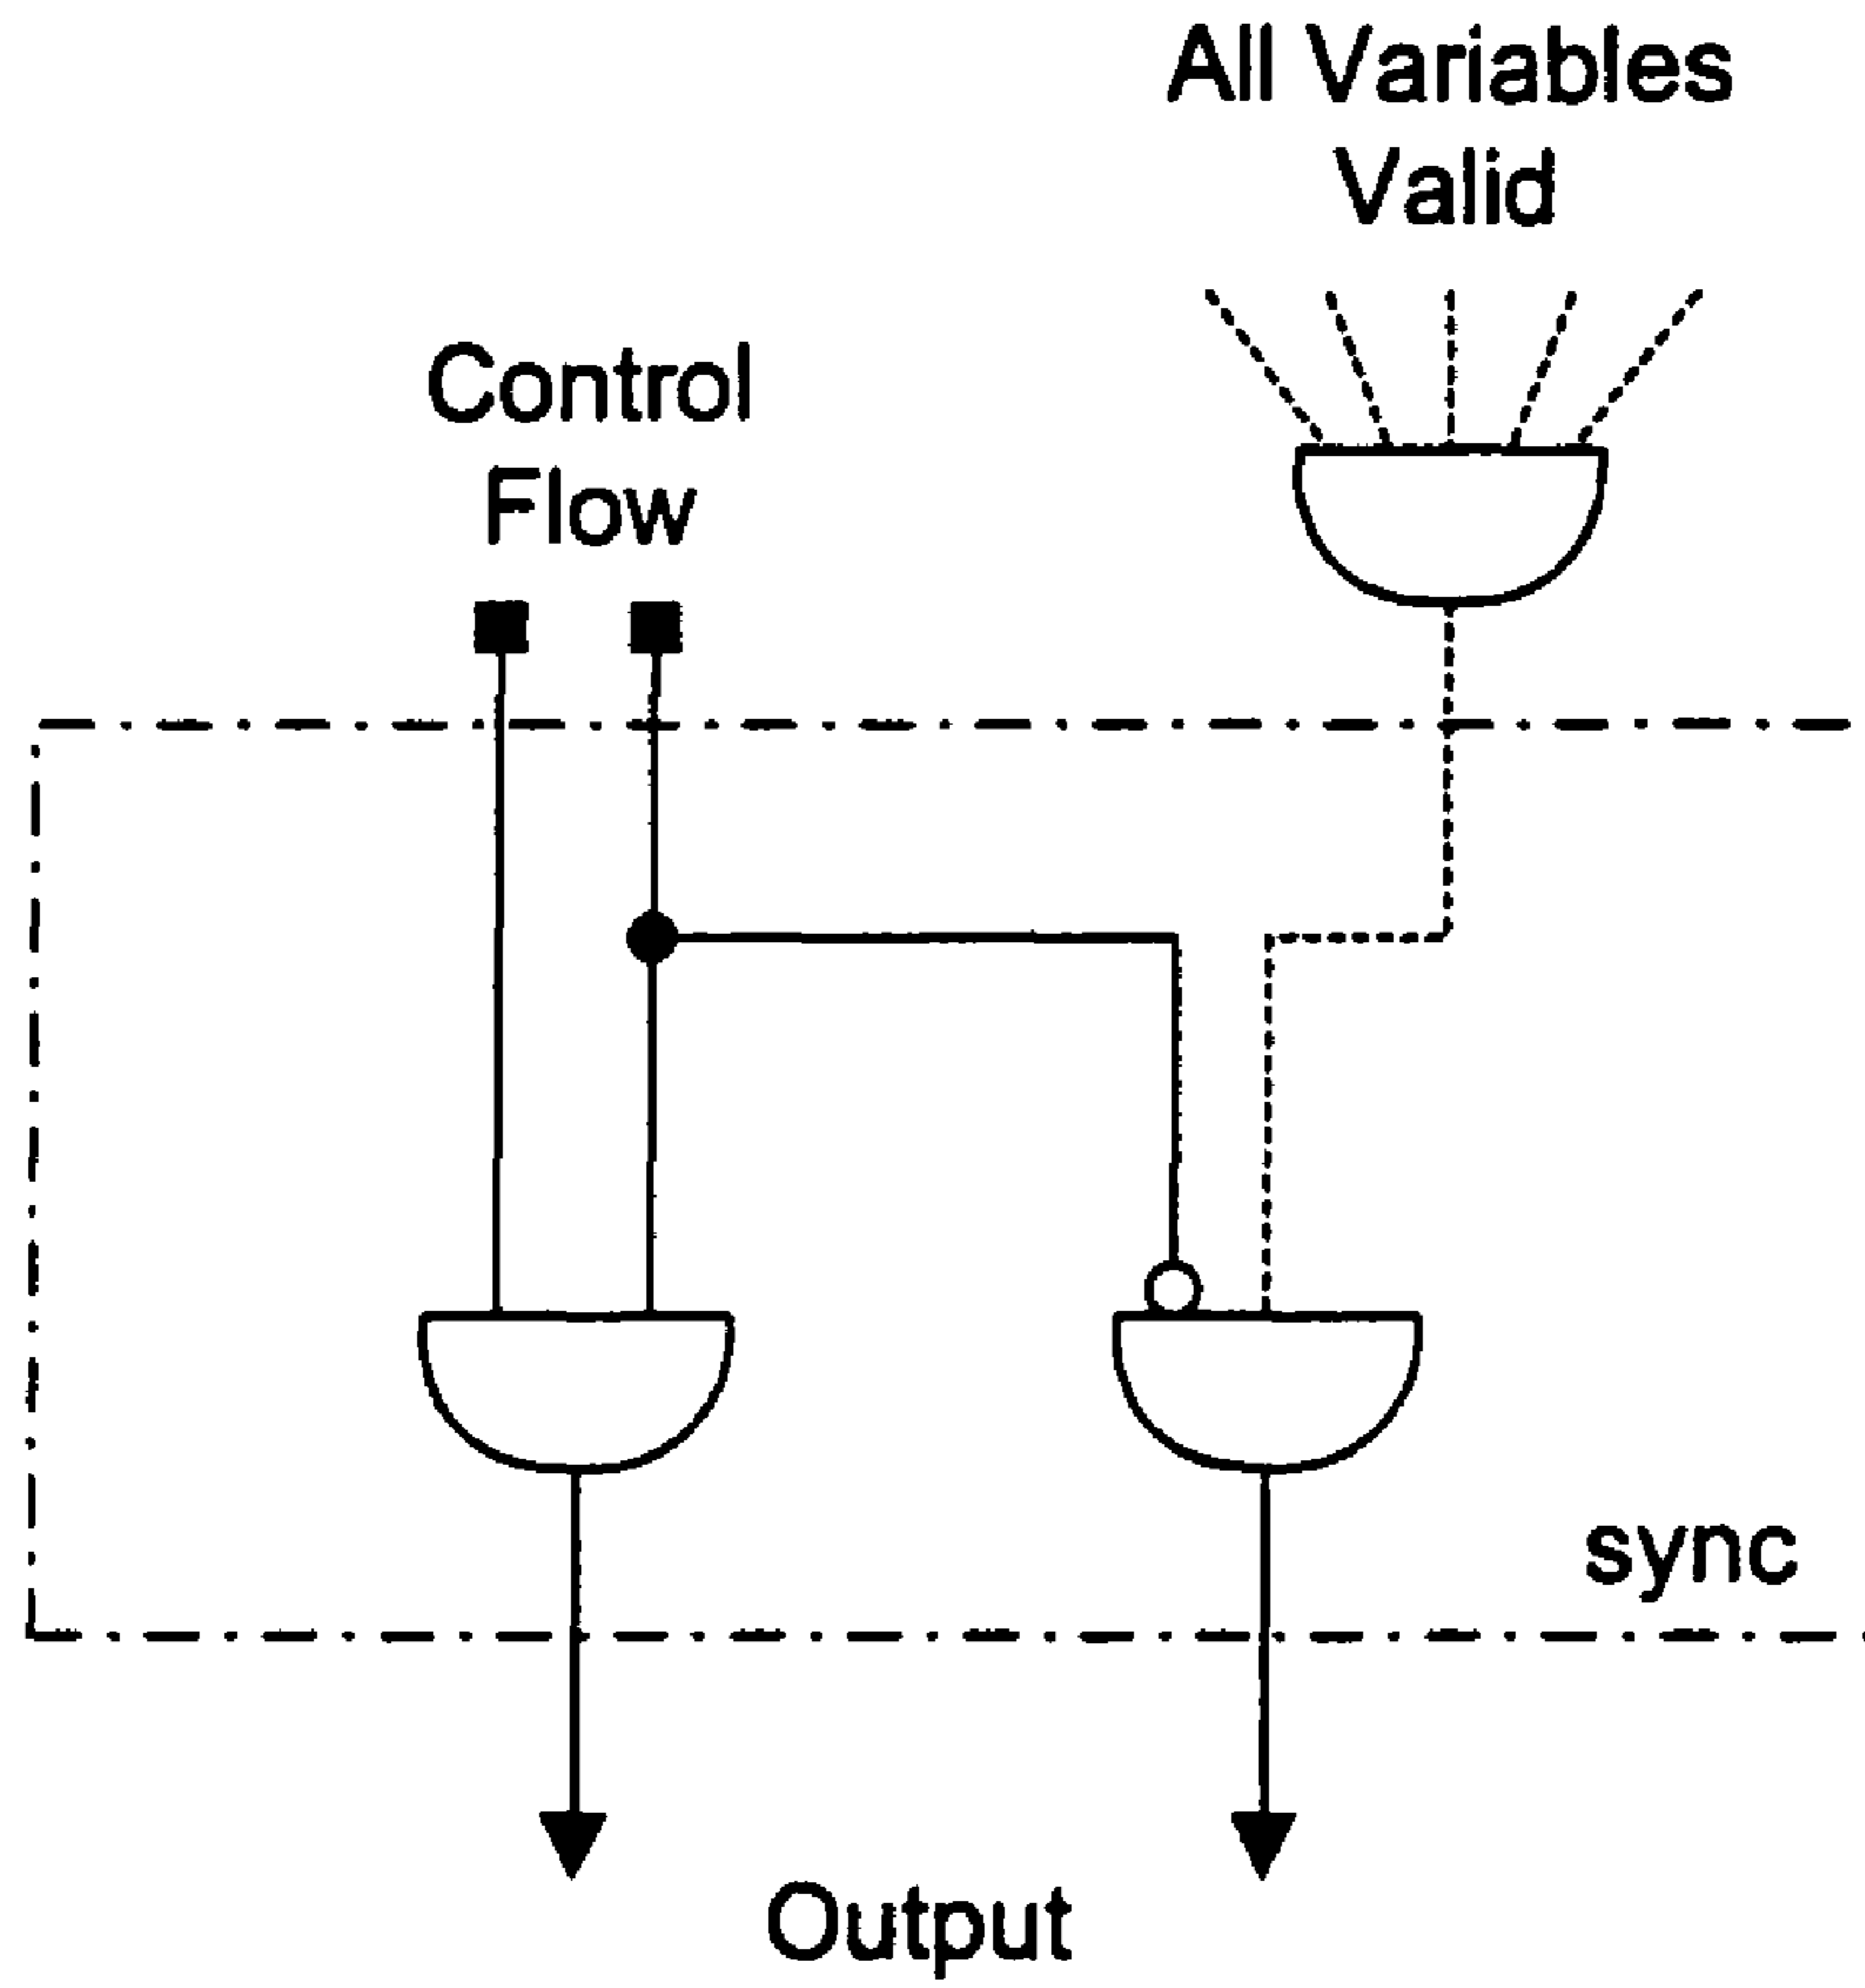 All Variables
Valid
Control
Flow
sync
Output